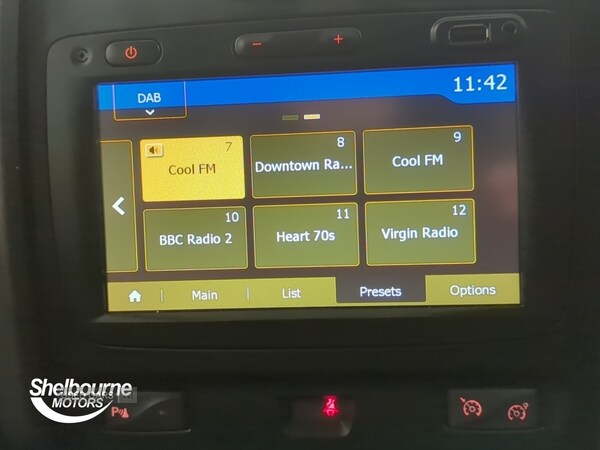 DAB
11:42
7
Cool FM
8
Downtown Ra...
9
Cool FM
10
BBC Radio 2
11
Heart 70s
12
Virgin Radio
Main
List
Presets
Options
Shelbourne
MOTORS